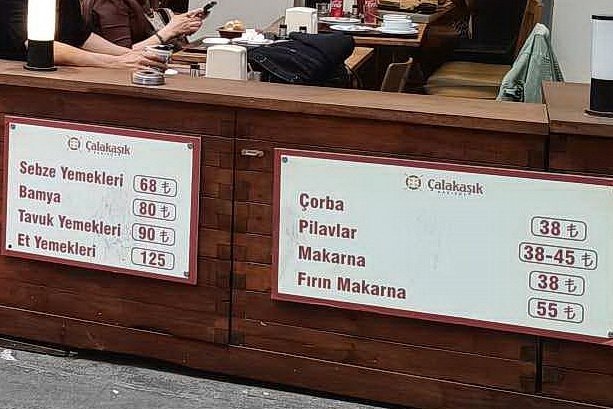 Çalakaşık
Sebze Yemekleri 68 ₺
Bamya 80 ₺
Tavuk Yemekleri 90 ₺
Et Yemekleri 125
Çalakaşık
Çorba 38 ₺
Pilavlar 38-45 ₺
Makarna 38 ₺
Fırın Makarna 55 ₺